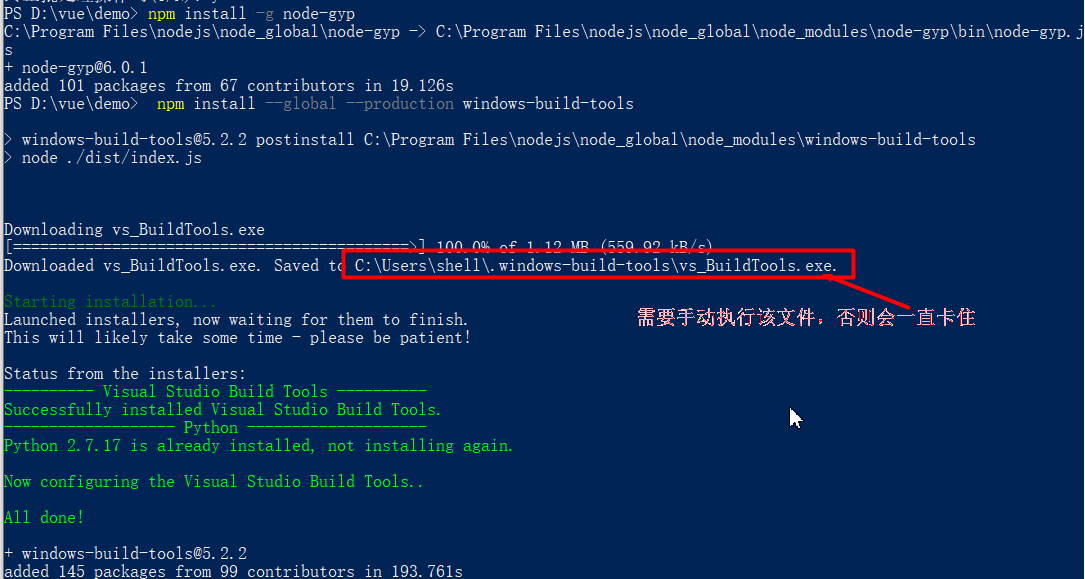 PS D:\vue\demo> npm install -g node-gyp
C:\Program Files\nodejs\node_global\node-gyp -> C:\Program Files\nodejs\node_global\node_modules\node-gyp\bin\node-gyp.j
s
+ node-gyp@6.0.1
added 101 packages from 67 contributors in 19.126s
PS D:\vue\demo>  npm install --global --production windows-build-tools
> windows-build-tools@5.2.2 postinstall C:\Program Files\nodejs\node_global\node_modules\windows-build-tools
> node ./dist/index.js
Downloading vs_BuildTools.exe
[============================================>] 100.0% of 1.12 MB (559.92 kB/s)
Downloaded vs_BuildTools.exe. Saved to C:\Users\shell\.windows-build-tools\vs_BuildTools.exe.
Starting installation...
需要手动执行该文件，否则会一直卡住
Launched installers, now waiting for them to finish.
This will likely take some time - please be patient!
Status from the installers:
---------- Visual Studio Build Tools ----------
Successfully installed Visual Studio Build Tools.
------------------- Python --------------------
Python 2.7.17 is already installed, not installing again.
Now configuring the Visual Studio Build Tools..
All done!
+ windows-build-tools@5.2.2
added 145 packages from 99 contributors in 193.761s